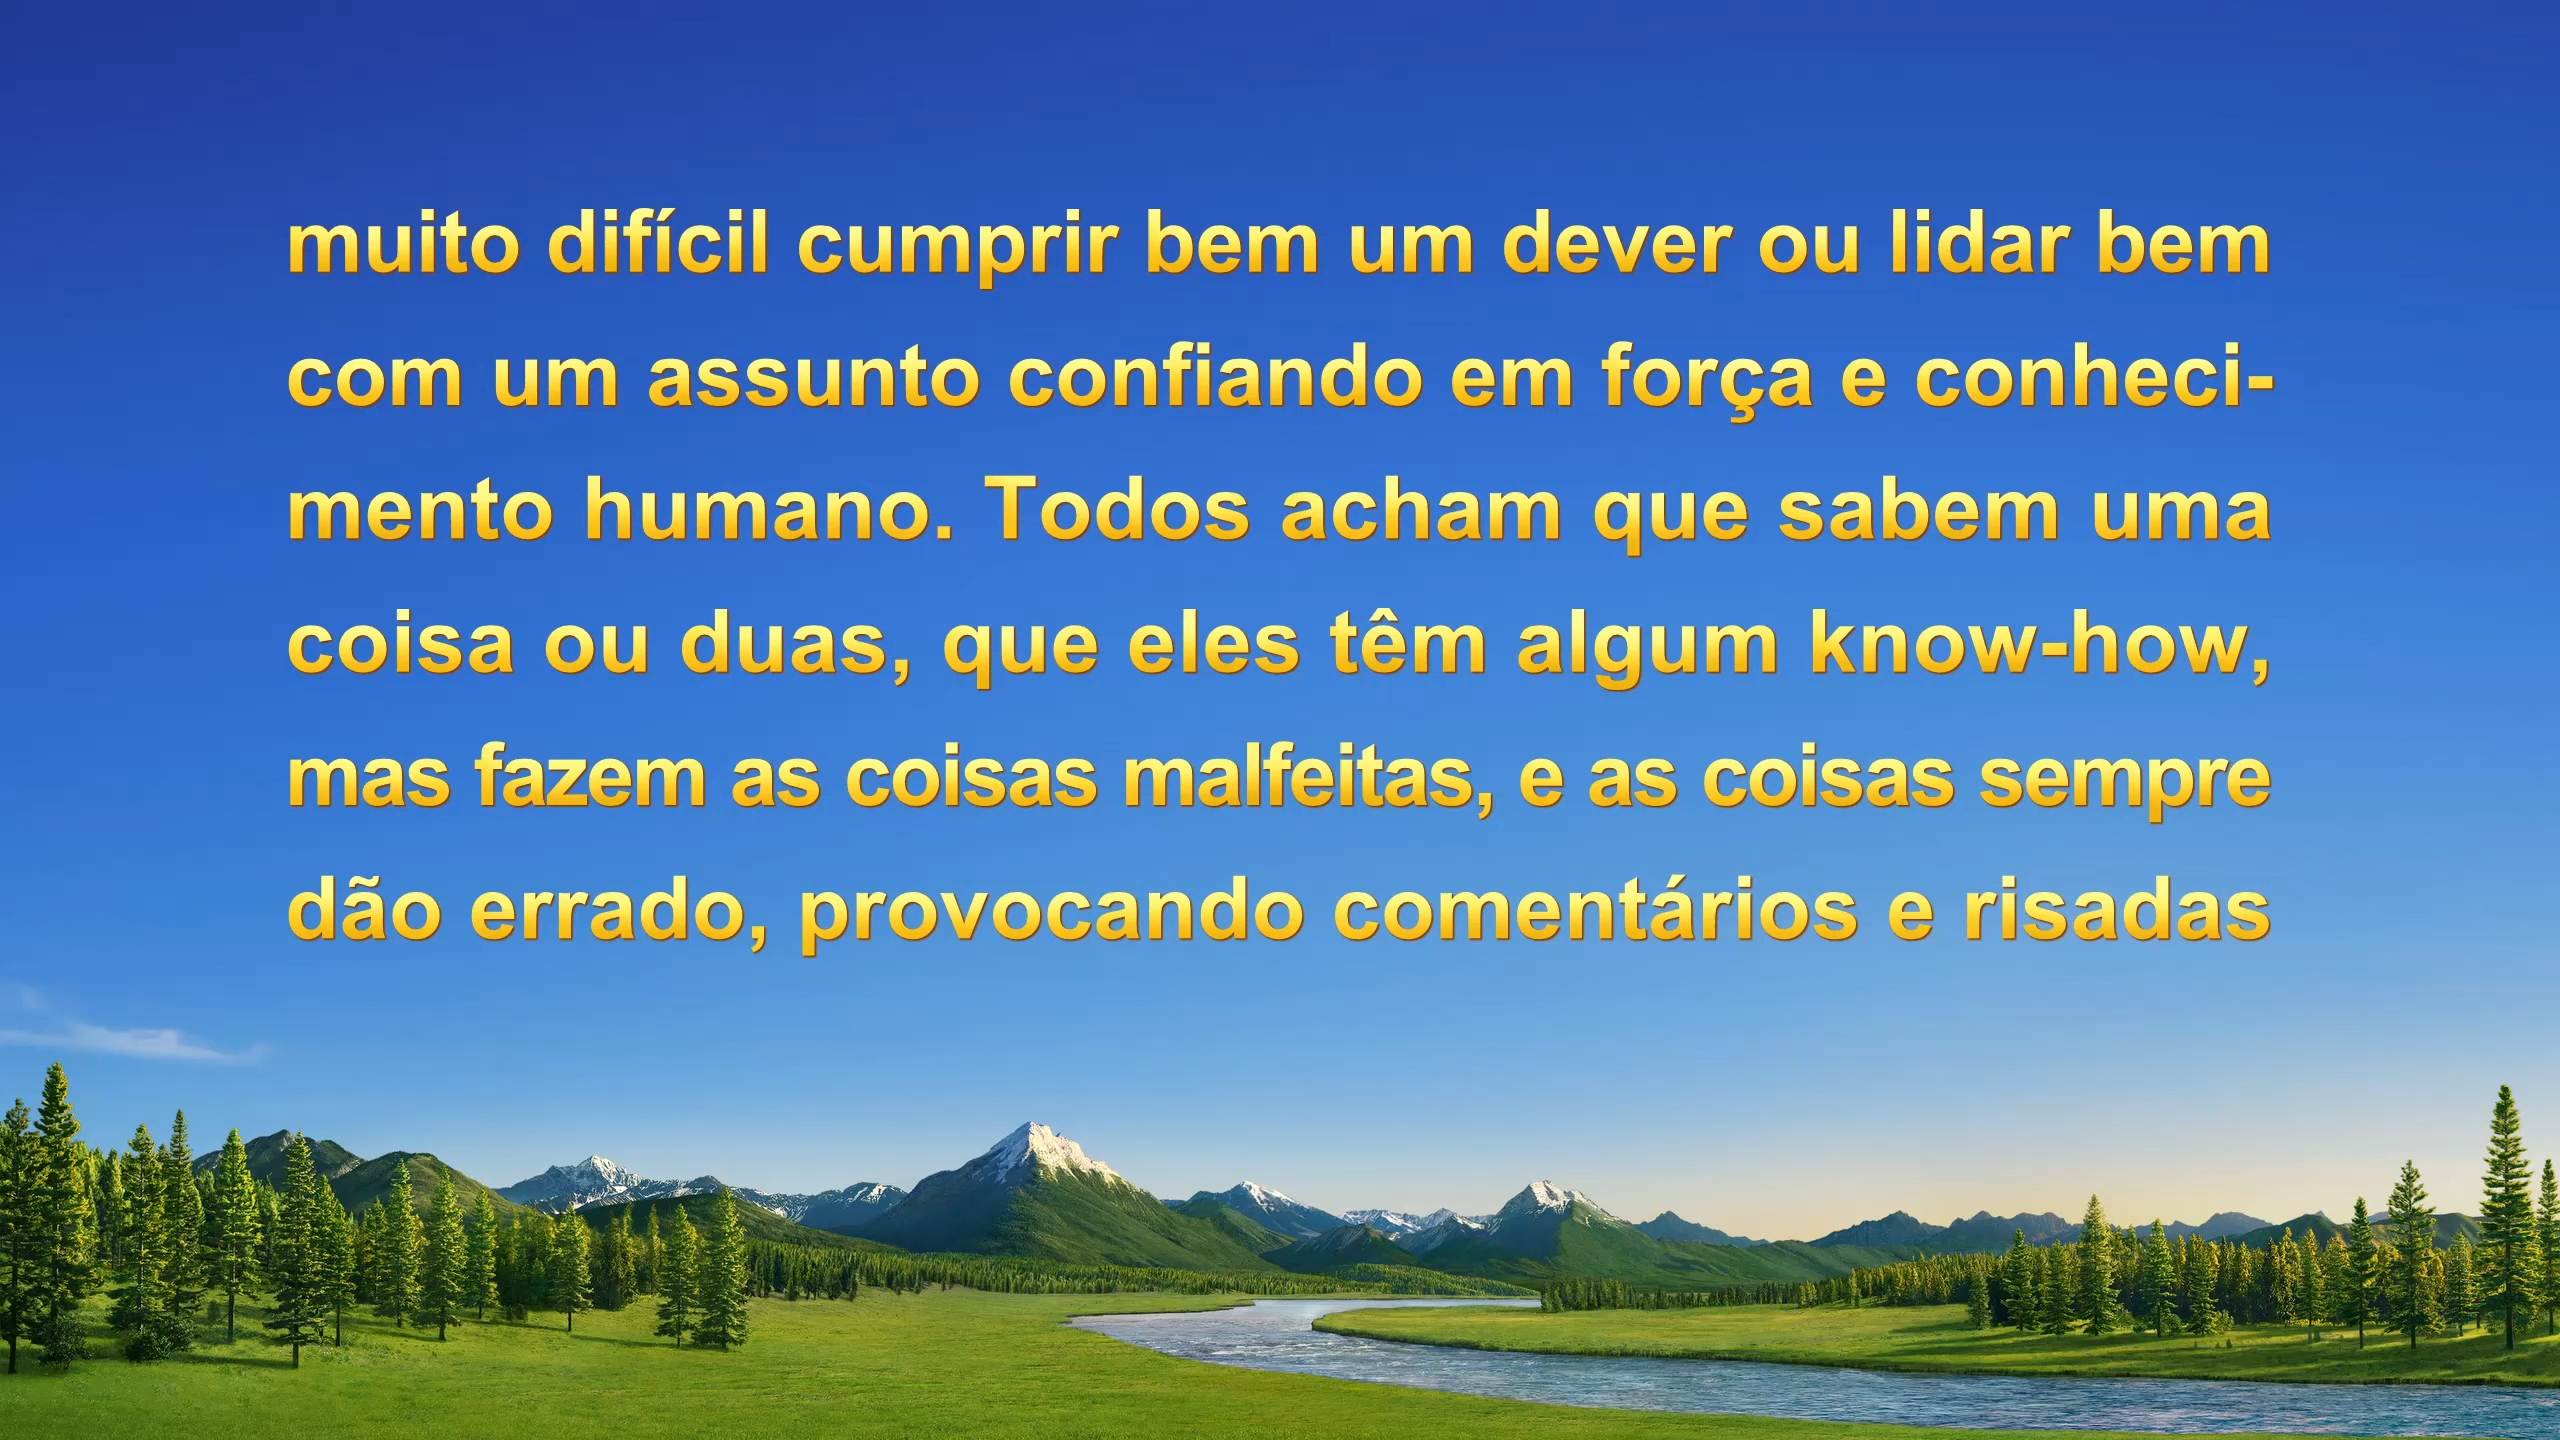 muito difícil cumprir bem um dever ou lidar bem
com um assunto confiando em força e conheci-
mento humano. Todos acham que sabem uma
coisa ou duas, que eles têm algum know-how,
mas fazem as coisas malfeitas, e as coisas sempre
dão errado, provocando comentários e risadas